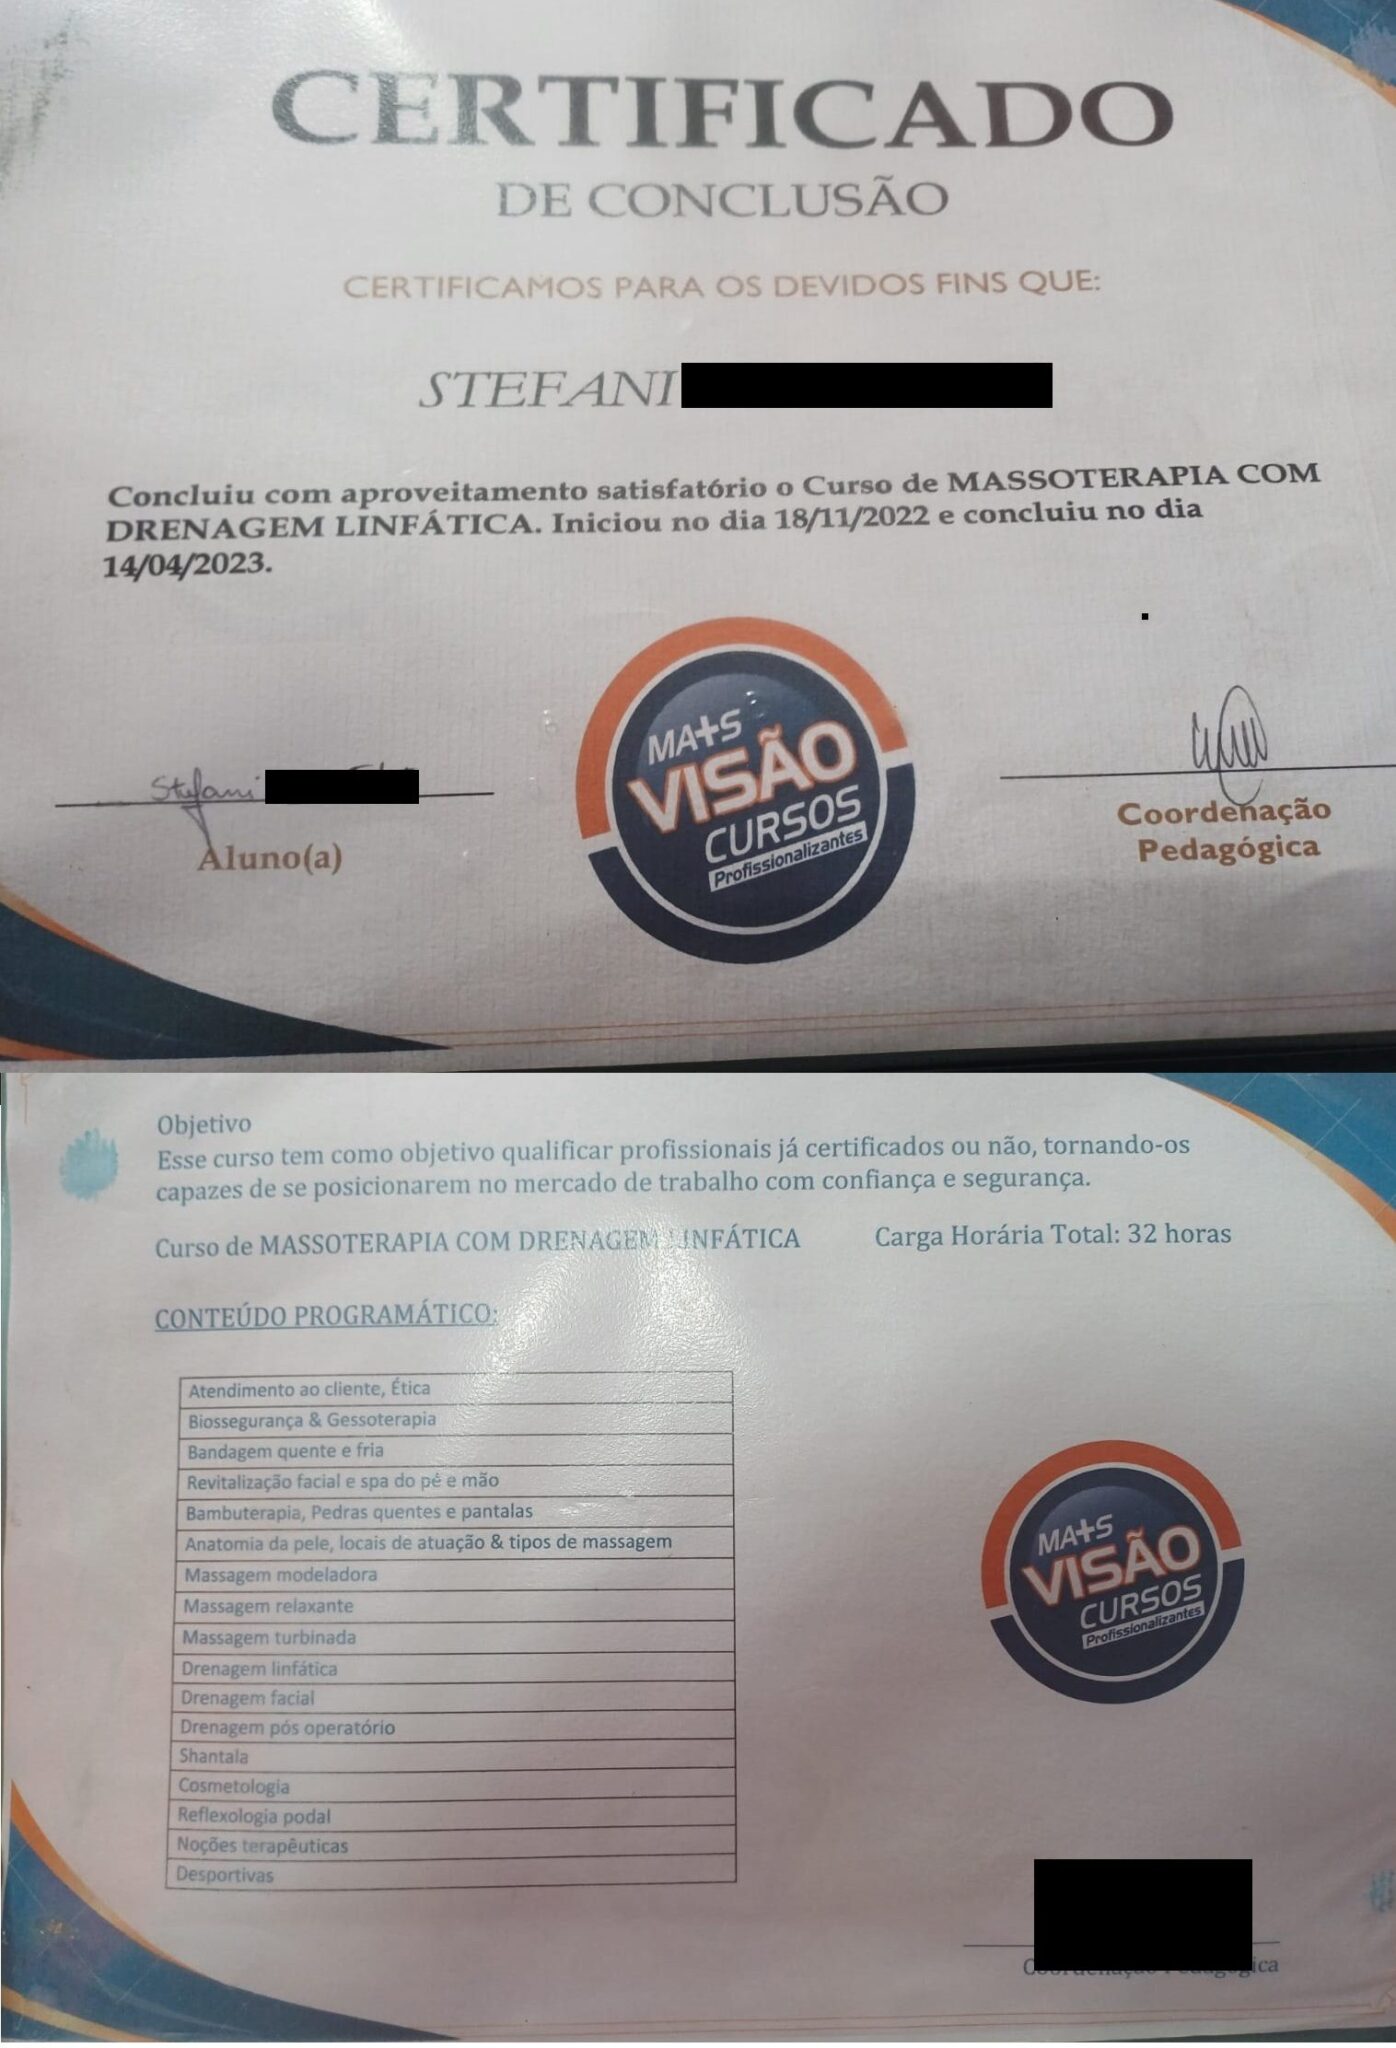 CERTIFICADO
DE CONCLUSÃO
CERTIFICAMOS PARA OS DEVIDOS FINS QUE:
STEFANI
Concluiu com aproveitamento satisfatório o Curso de MASSOTERAPIA COM
DRENAGEM LINFÁTICA. Iniciou no dia 18/11/2022 e concluiu no dia
14/04/2023.
MA+S
VISÃO
CURSOS
Profissionalizantes
Stefani
Aluno(a)
Coordenação
Pedagógica
Objetivo
Esse curso tem como objetivo qualificar profissionais já certificados ou não, tornando-os
capazes de se posicionarem no mercado de trabalho com confiança e segurança.
Curso de MASSOTERAPIA COM DRENAGEM LINFÁTICA Carga Horária Total: 32 horas
CONTEÚDO PROGRAMÁTICO:
Atendimento ao cliente, Ética
Biossegurança & Gessoterapia
Bandagem quente e fria
Revitalização facial e spa do pé e mão
Bambuterapia, Pedras quentes e pantalas
Anatomia da pele, locais de atuação & tipos de massagem
Massagem modeladora
Massagem relaxante
Massagem turbinada
Drenagem linfática
Drenagem facial
Drenagem pós operatório
Shantala
Cosmetologia
Reflexologia podal
Noções terapêuticas
Desportivas
MA+S
VISÃO
CURSOS
Profissionalizantes